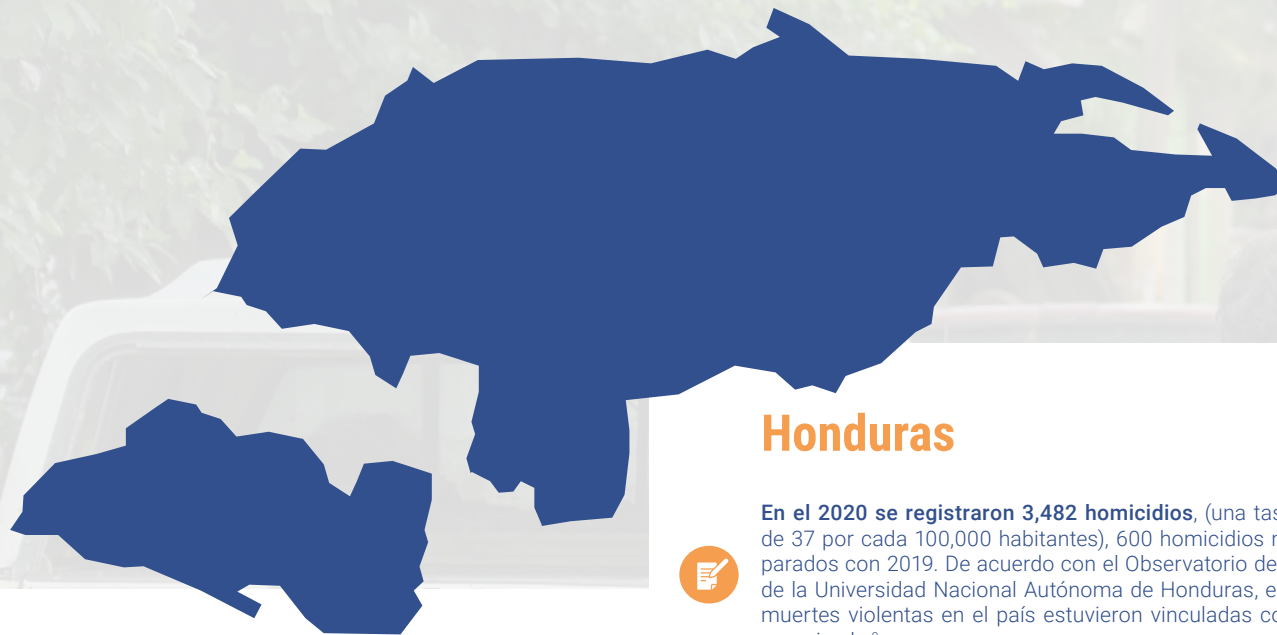 Honduras
En el 2020 se registraron 3,482 homicidios, (una tas
de 37 por cada 100,000 habitantes), 600 homicidios
parados con 2019. De acuerdo con el Observatorio de
de la Universidad Nacional Autónoma de Honduras, e
muertes violentas en el país estuvieron vinculadas co